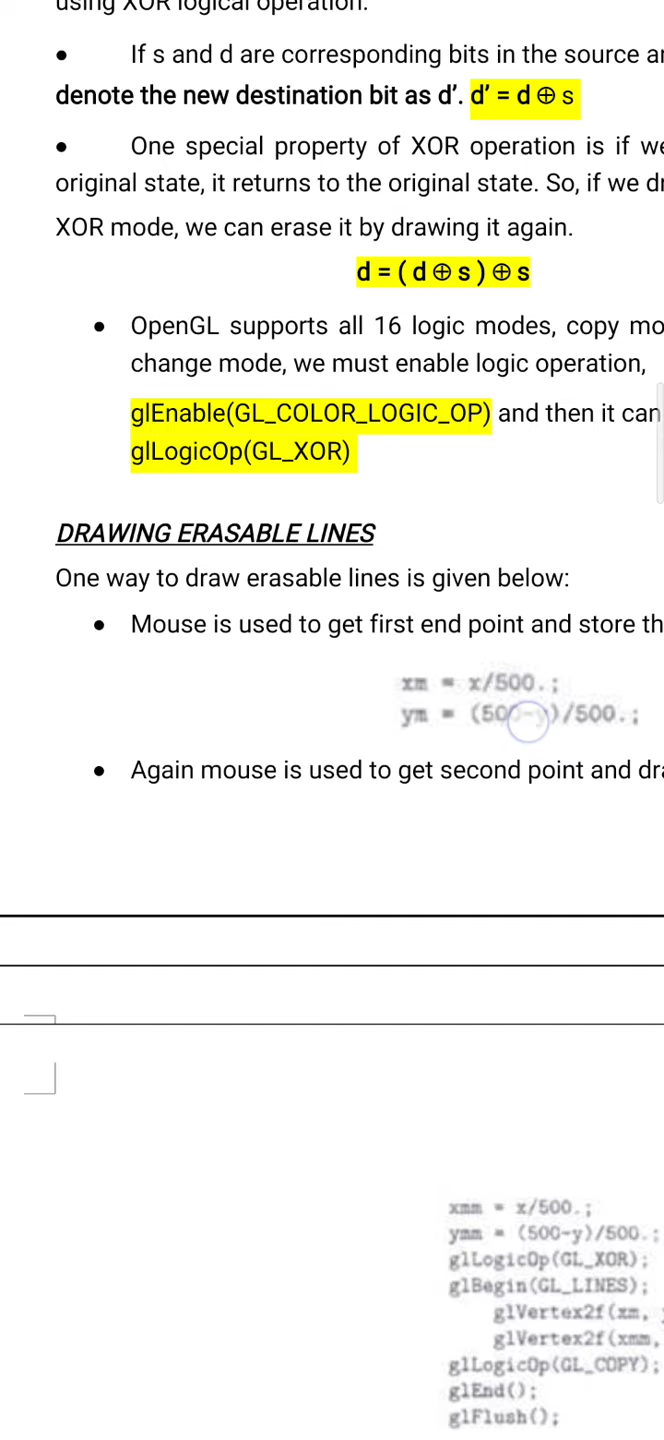 using XOR logical operation.
• If s and d are corresponding bits in the source
denote the new destination bit as d’. d’ = d ⊕ s
• One special property of XOR operation is if
original state, it returns to the original state. So, if we
XOR mode, we can erase it by drawing it again.
d = ( d ⊕ s ) ⊕ s
• OpenGL supports all 16 logic modes, copy
change mode, we must enable logic operation,
glEnable(GL_COLOR_LOGIC_OP) and then it can
glLogicOp(GL_XOR)
DRAWING ERASABLE LINES
One way to draw erasable lines is given below:
• Mouse is used to get first end point and store
xm = x/500.;
ym = (500-y)/500.;
• Again mouse is used to get second point and
xmm = x/500.;
ymm = (500-y)/500.;
glLogicOp(GL_XOR);
glBegin(GL_LINES);
glVertex2f(xm,
glVertex2f(xmm,
glLogicOp(GL_COPY);
glEnd();
glFlush();